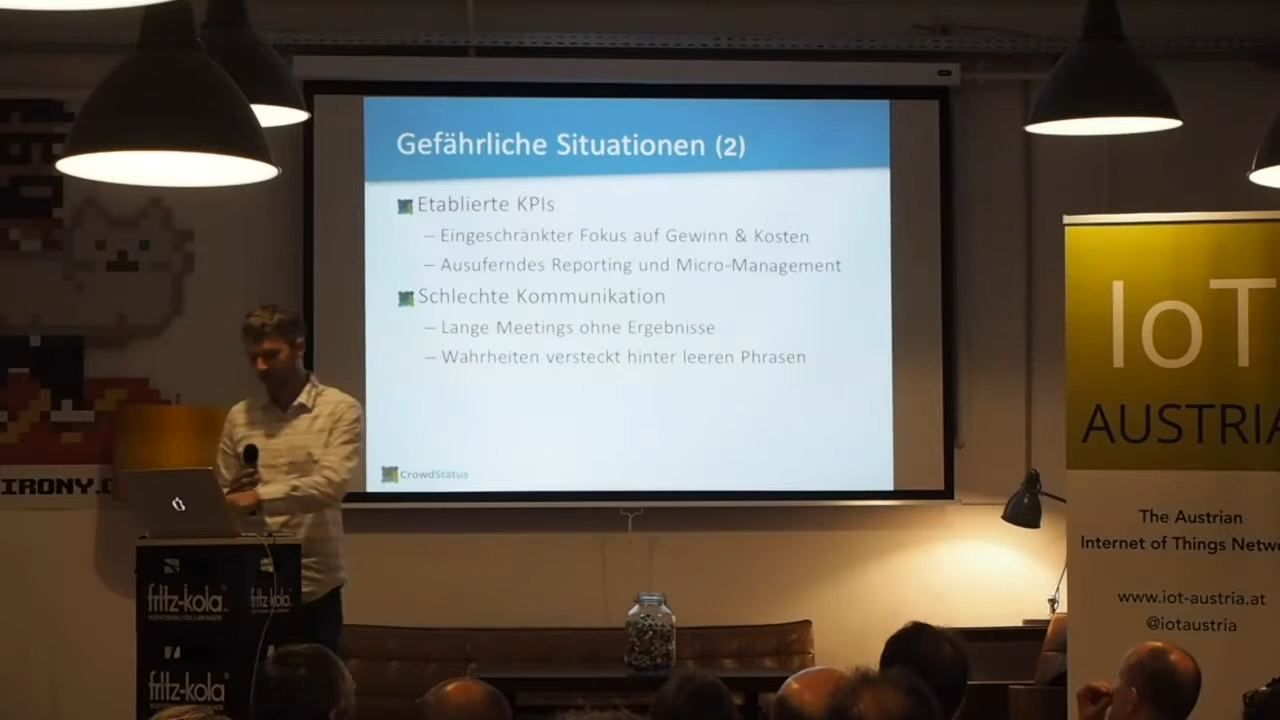 Gefährliche Situationen (2)
Etablierte KPIs
– Eingeschränkter Fokus auf Gewinn & Kosten
– Ausuferndes Reporting und Micro-Management
Schlechte Kommunikation
– Lange Meetings ohne Ergebnisse
– Wahrheiten versteckt hinter leeren Phrasen
CrowdStatus
IRONY.
fritz-kola
fritz-kola
fritz-kola
IoT
AUSTRIA
The Austrian
Internet of Things Netw
www.iot-austria.at
@iotaustria